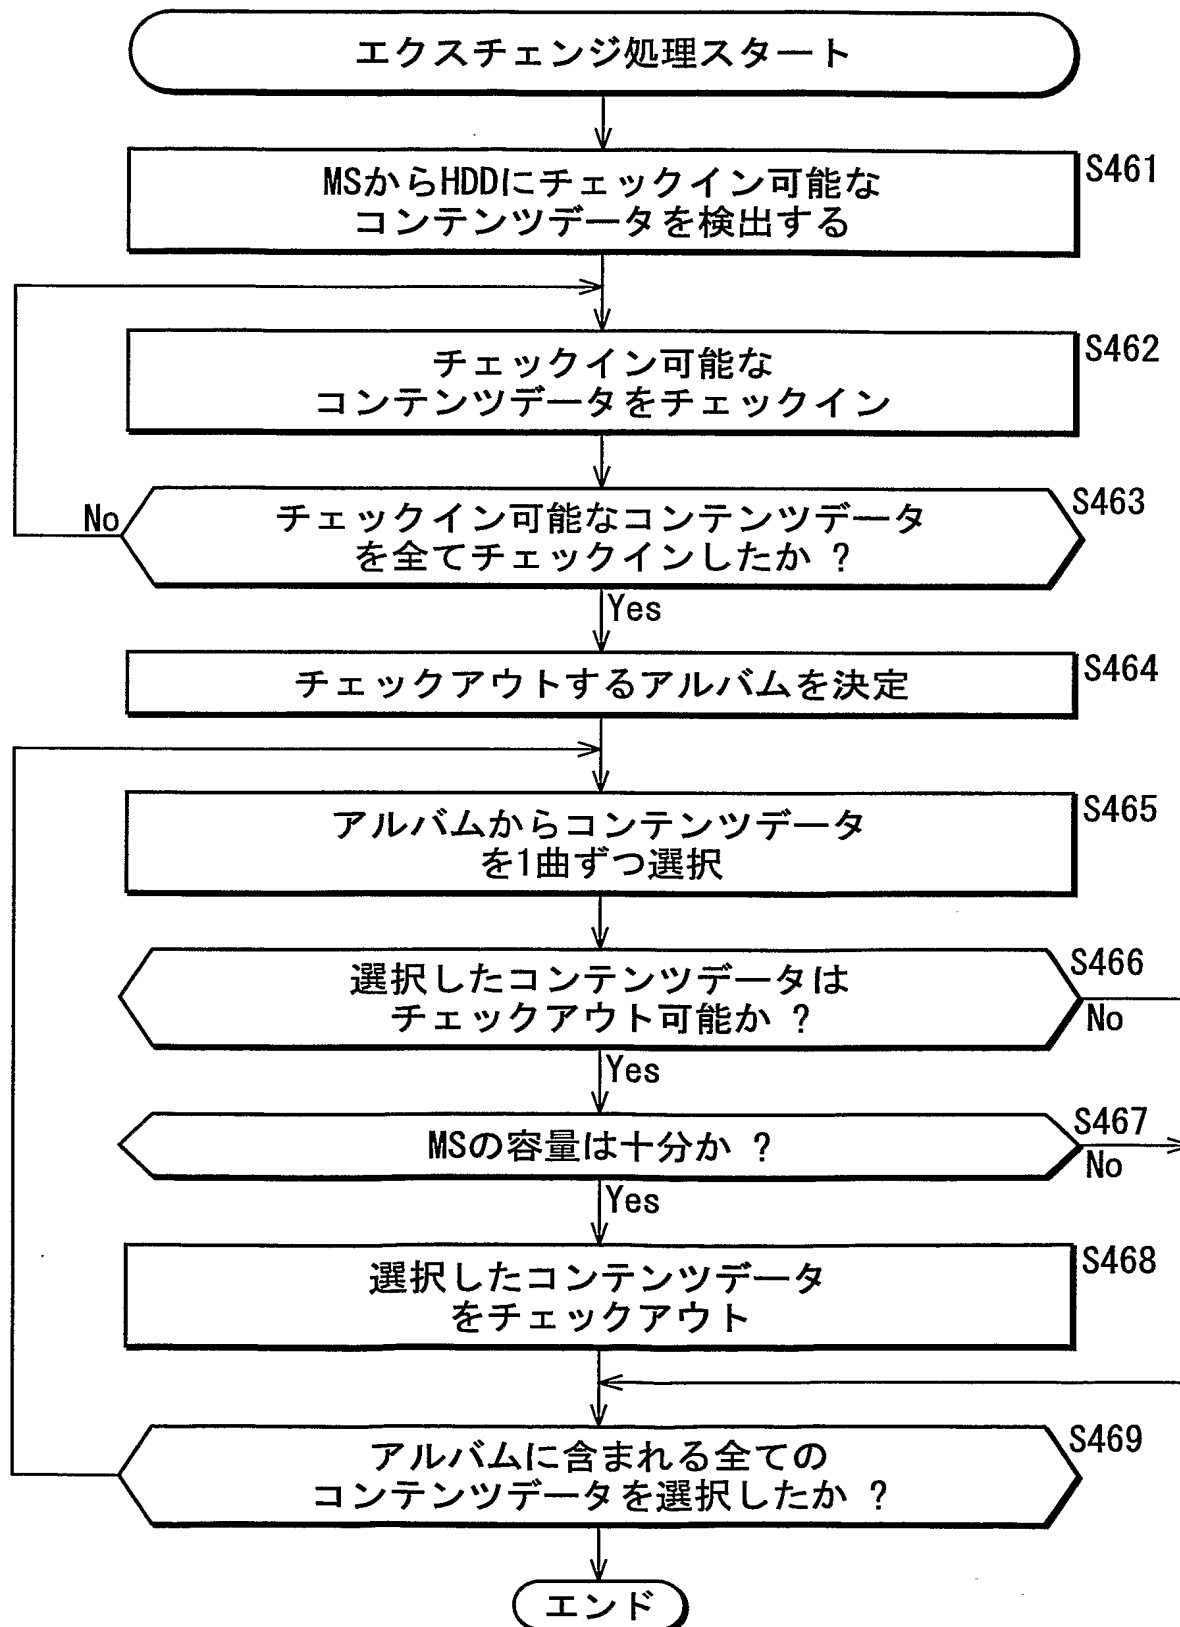 エクスチェンジ処理スタート
MSからHDDにチェックイン可能な
コンテンツデータを検出する
S461
チェックイン可能な
コンテンツデータをチェックイン
S462
チェックイン可能なコンテンツデータ
を全てチェックインしたか ?
S463
No
Yes
チェックアウトするアルバムを決定
S464
アルバムからコンテンツデータ
を1曲ずつ選択
S465
選択したコンテンツデータは
チェックアウト可能か ?
S466
No
Yes
MSの容量は十分か ?
S467
No
Yes
選択したコンテンツデータ
をチェックアウト
S468
アルバムに含まれる全ての
コンテンツデータを選択したか ?
S469
エンド